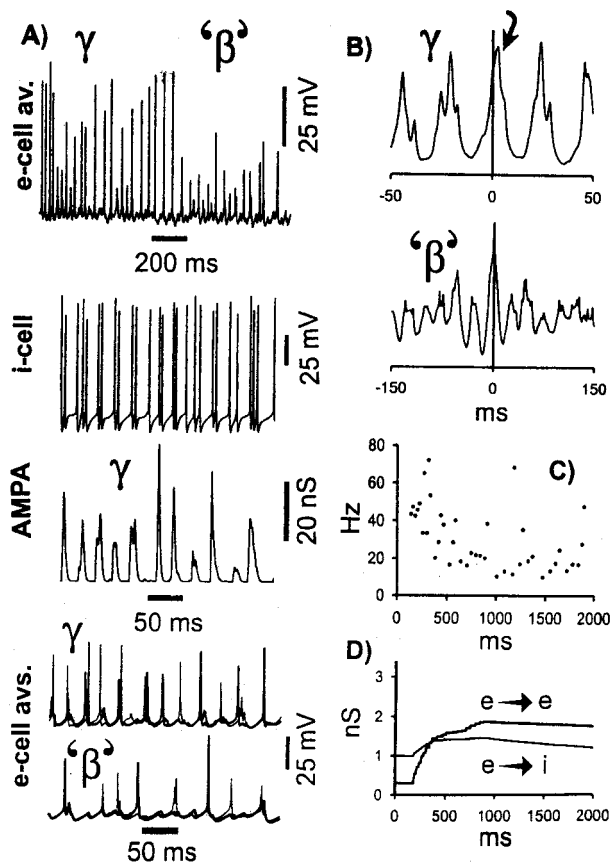 A)
γ
‘β’
e-cell av.
25 mV
200 ms
i-cell
25 mV
AMPA
γ
20 nS
50 ms
e-cell avs.
γ
‘β’
25 mV
50 ms
B)
γ
-50 0 50
‘β’
-150 0 150
ms
C)
Hz
80
60
40
20
0
0 500 1000 1500 2000
ms
D)
nS
3
2
1
0
e → e
e → i
0 500 1000 1500 2000
ms